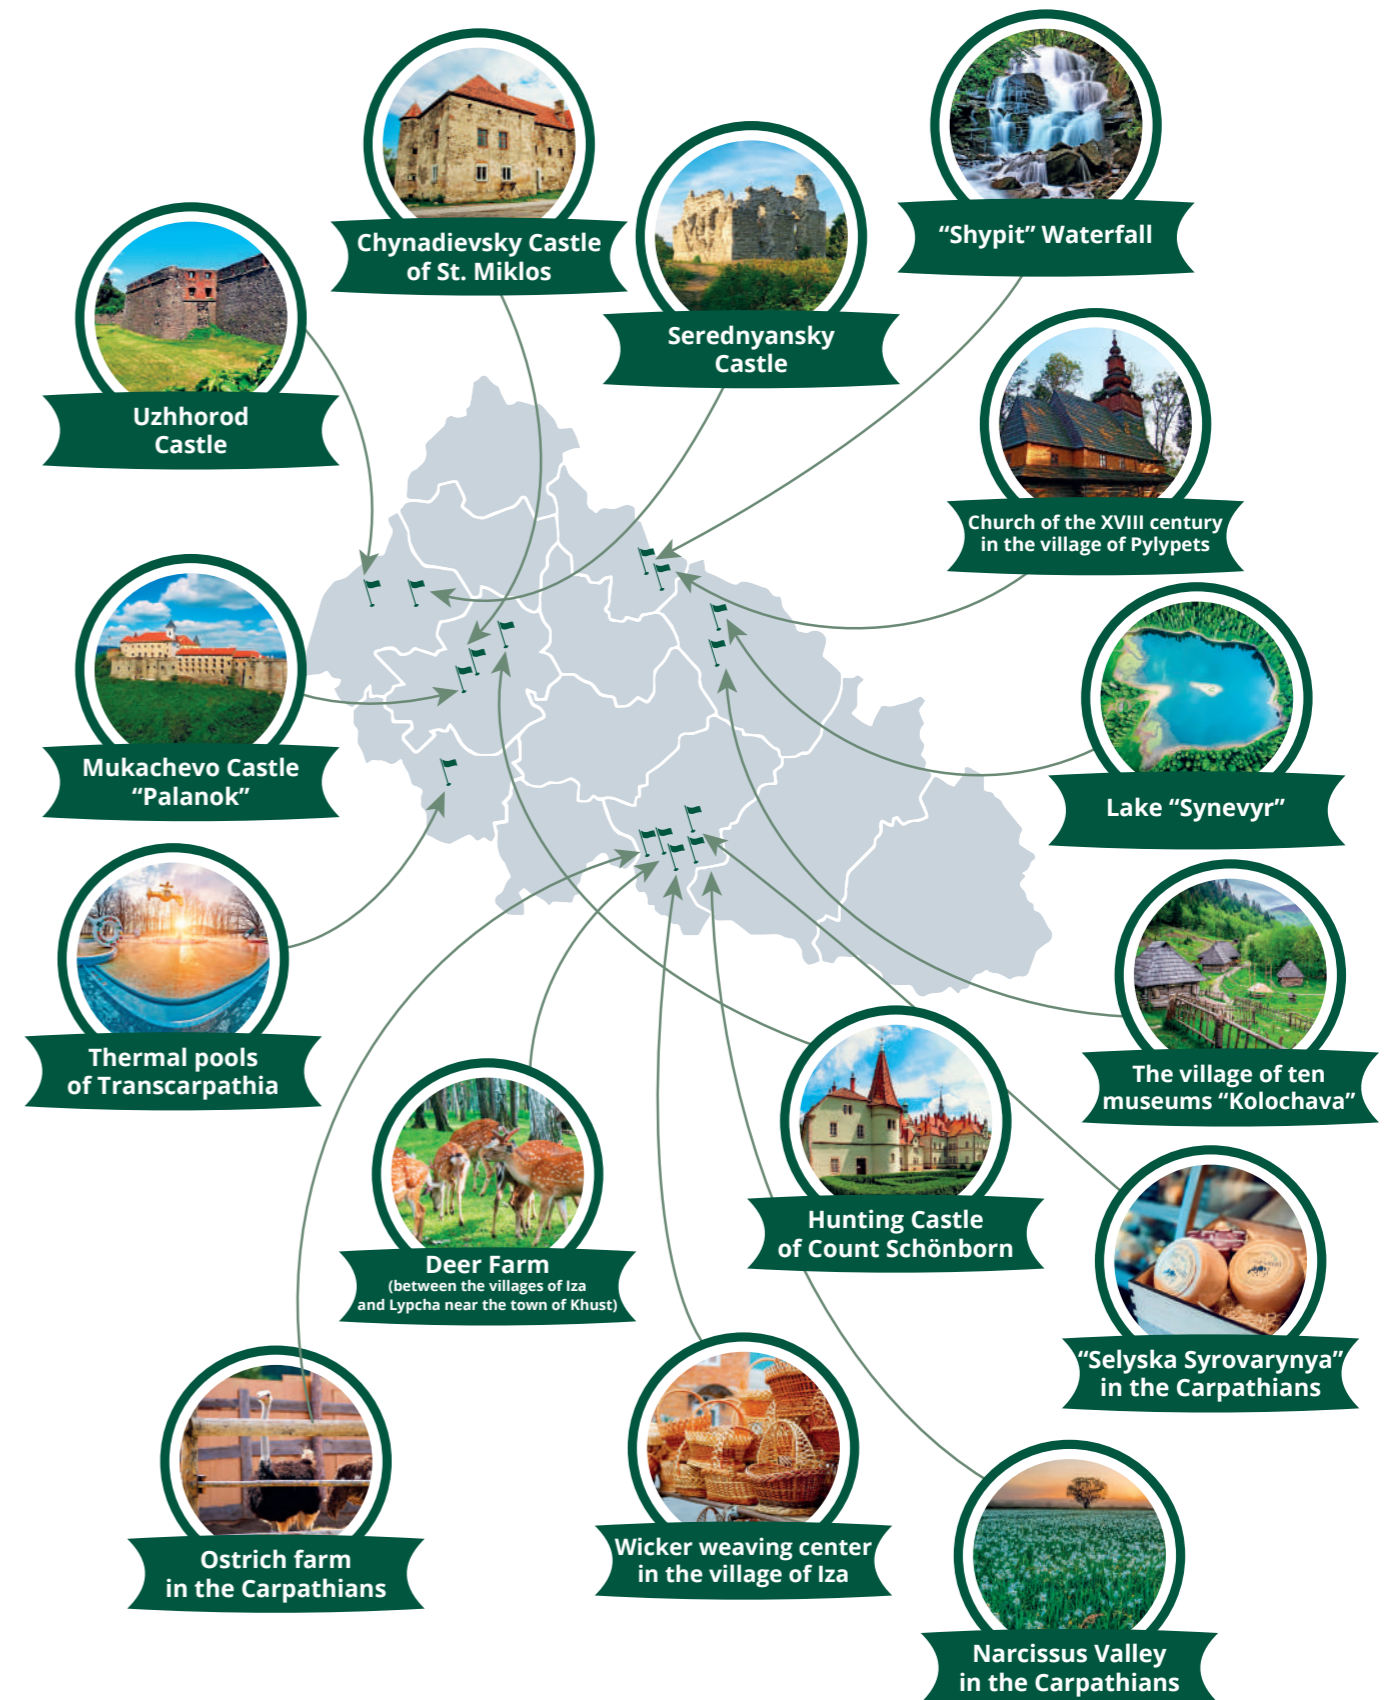 “Shypit” Waterfall
Chynadievsky Castle
of St. Miklos
Serednyansky
Castle
Uzhhorod
Castle
Church of the XVIII century
in the village of Pylypets
Mukachevo Castle
“Palanok”
Lake “Synevyr”
Thermal pools
of Transcarpathia
The village of ten
museums “Kolochava”
Hunting Castle
of Count Schönborn
Deer Farm
(between the villages of Iza
and Lypcha near the town of Khust)
“Selyska Syrovarynya”
in the Carpathians
Ostrich farm
in the Carpathians
Wicker weaving center
in the village of Iza
Narcissus Valley
in the Carpathians